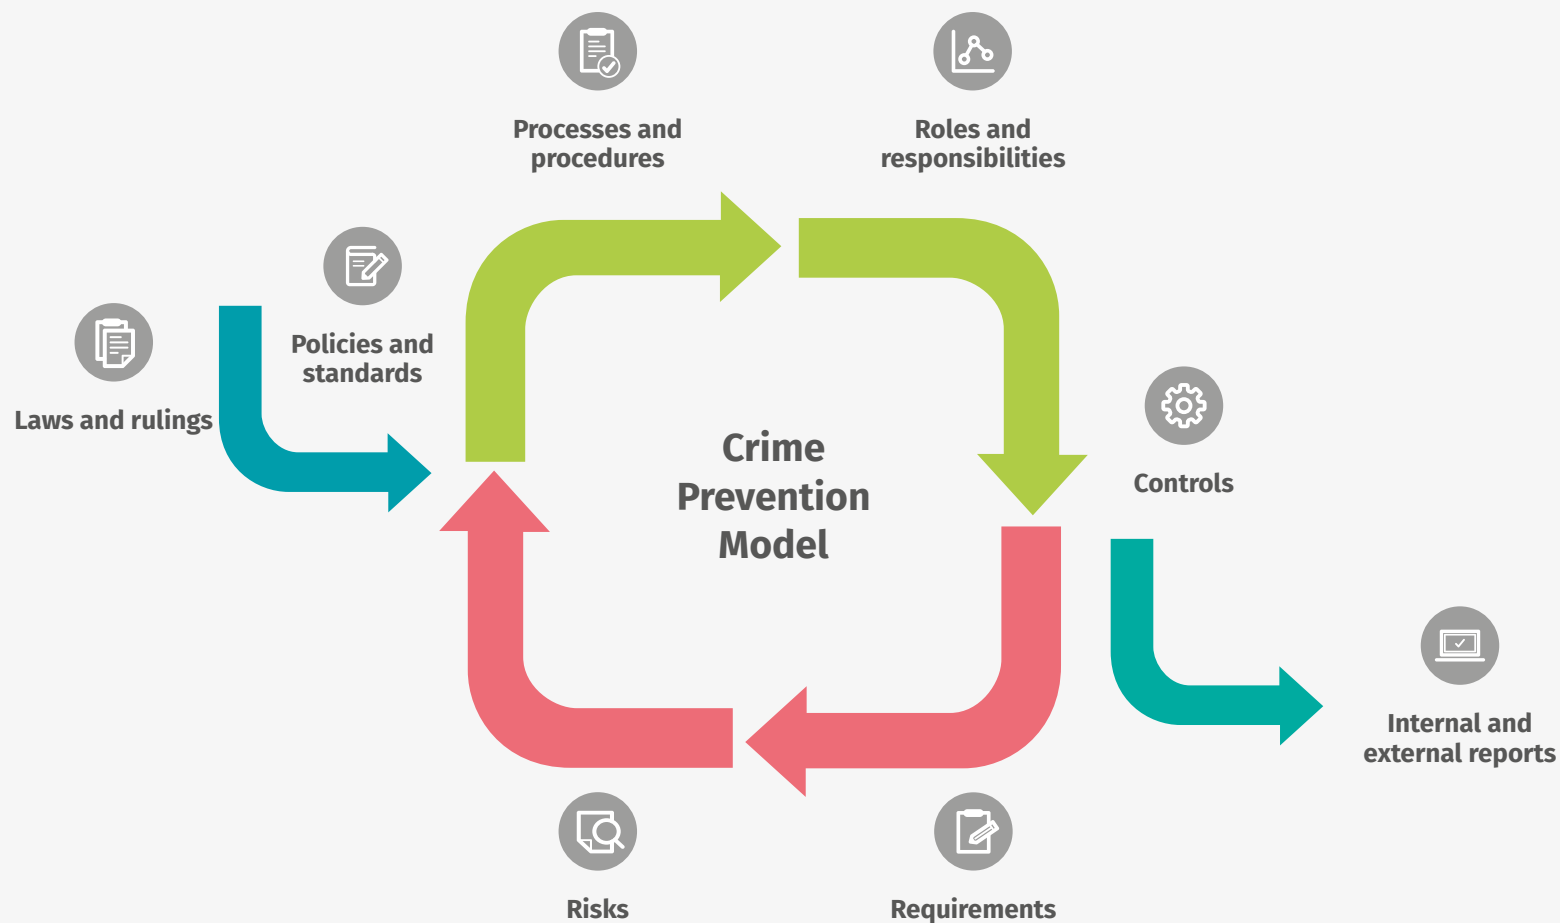 Processes and
procedures
Roles and
responsibilities
Policies and
standards
Laws and rulings
Crime
Prevention
Model
Controls
Internal and
external reports
Risks
Requirements